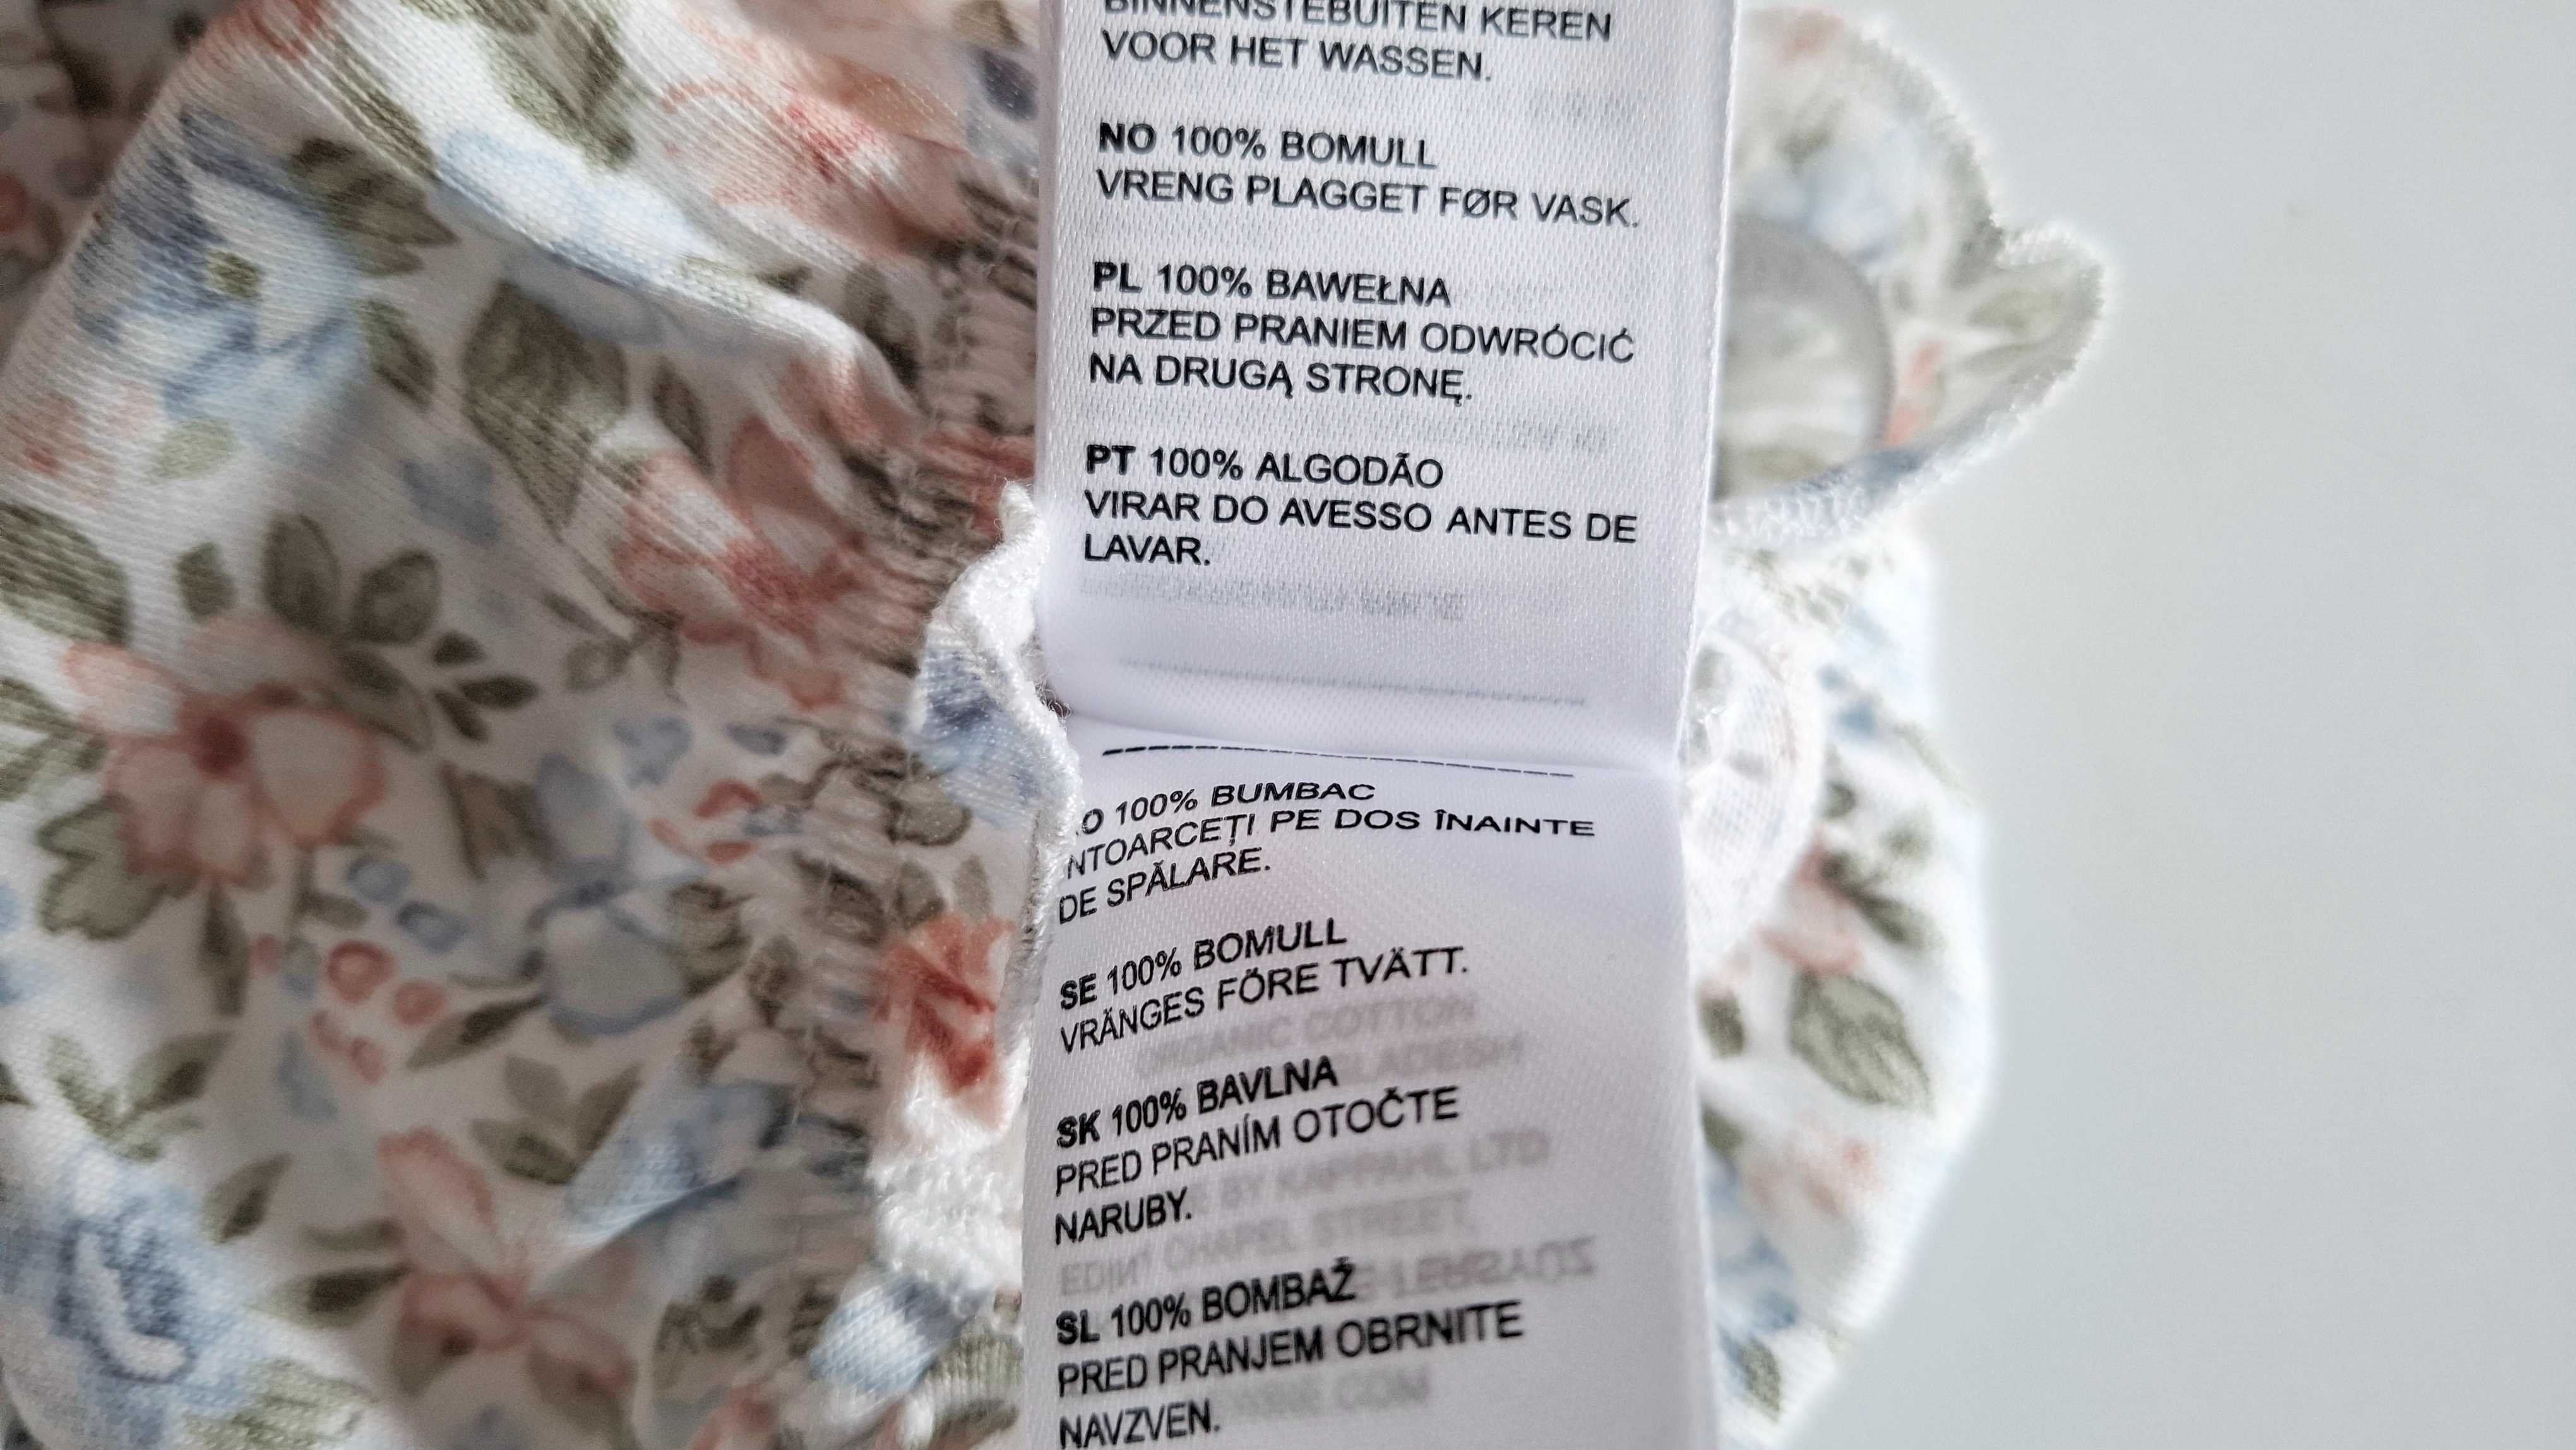 BINNENSTEBUITEN KEREN
VOOR HET WASSEN.
NO 100% BOMULL
VRENG PLAGGET FØR VASK.
PL 100% BAWEŁNA
PRZED PRANIEM ODWRÓCIĆ
NA DRUGĄ STRONĘ.
PT 100% ALGODÃO
VIRAR DO AVESSO ANTES DE
LAVAR.
O 100% BUMBAC
NTOARCEȚI PE DOS ÎNAINTE
DE SPĂLARE.
SE 100% BOMULL
VRÄNGES FÖRE TVÄTT.
SK 100% BAVLNA
PRED PRANÍM OTOČTE
NARUBY.
SL 100% BOMBAŽ
PRED PRANJEM OBRNITE
NAVZVEN.